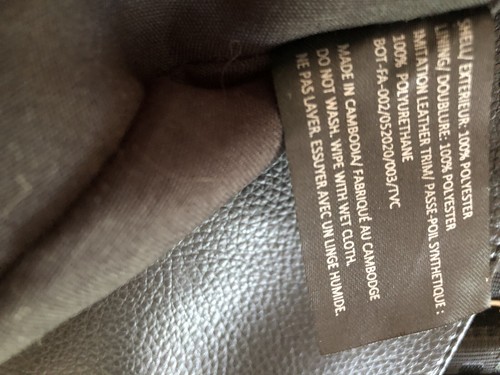 SHELL/ EXTERIEUR: 100% POLYESTER
LINING/ DOUBLURE: 100% POLYESTER
IMITATION LEATHER TRIM/ PASSE-POIL SYNTHETIQUE :
100% POLYURETHANE
BOT-FA-002/052020/003/TVC
MADE IN CAMBODIA/ FABRIQUÉ AU CAMBODGE
DO NOT WASH. WIPE WITH WET CLOTH.
NE PAS LAVER. ESSUYER AVEC UN LINGE HUMIDE.